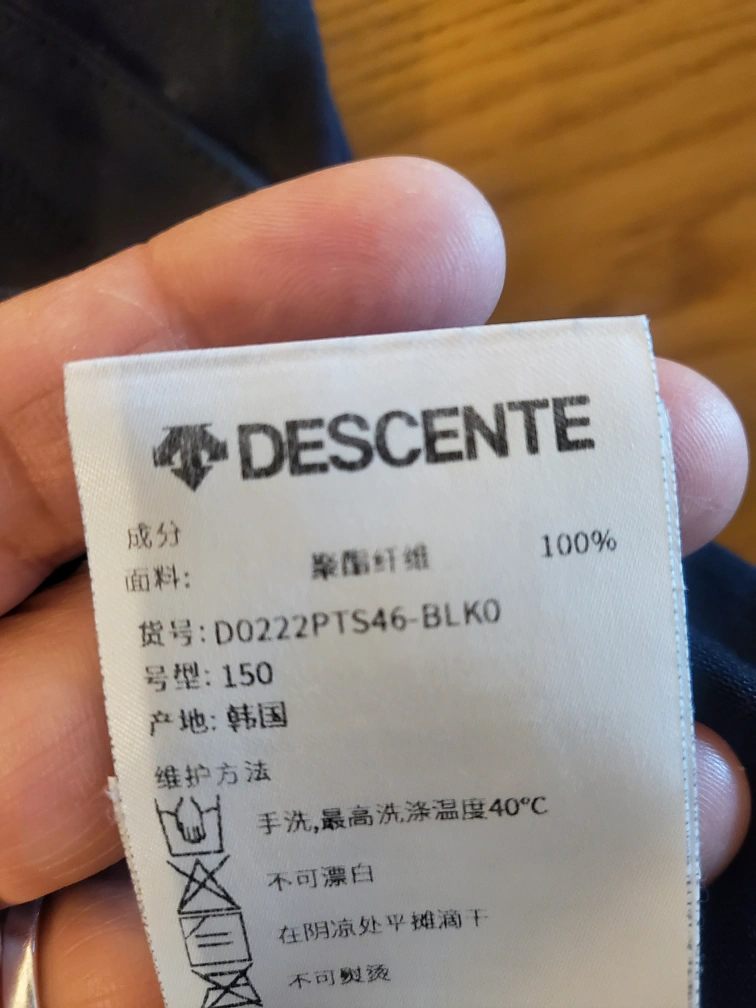 DESCENTE
成分
面料: 聚酯纤维 100%
货号: D0222PTS46-BLK0
号型: 150
产地: 韩国
维护方法
手洗,最高洗涤温度40°C
不可漂白
在阴凉处平摊滴干
不可熨烫